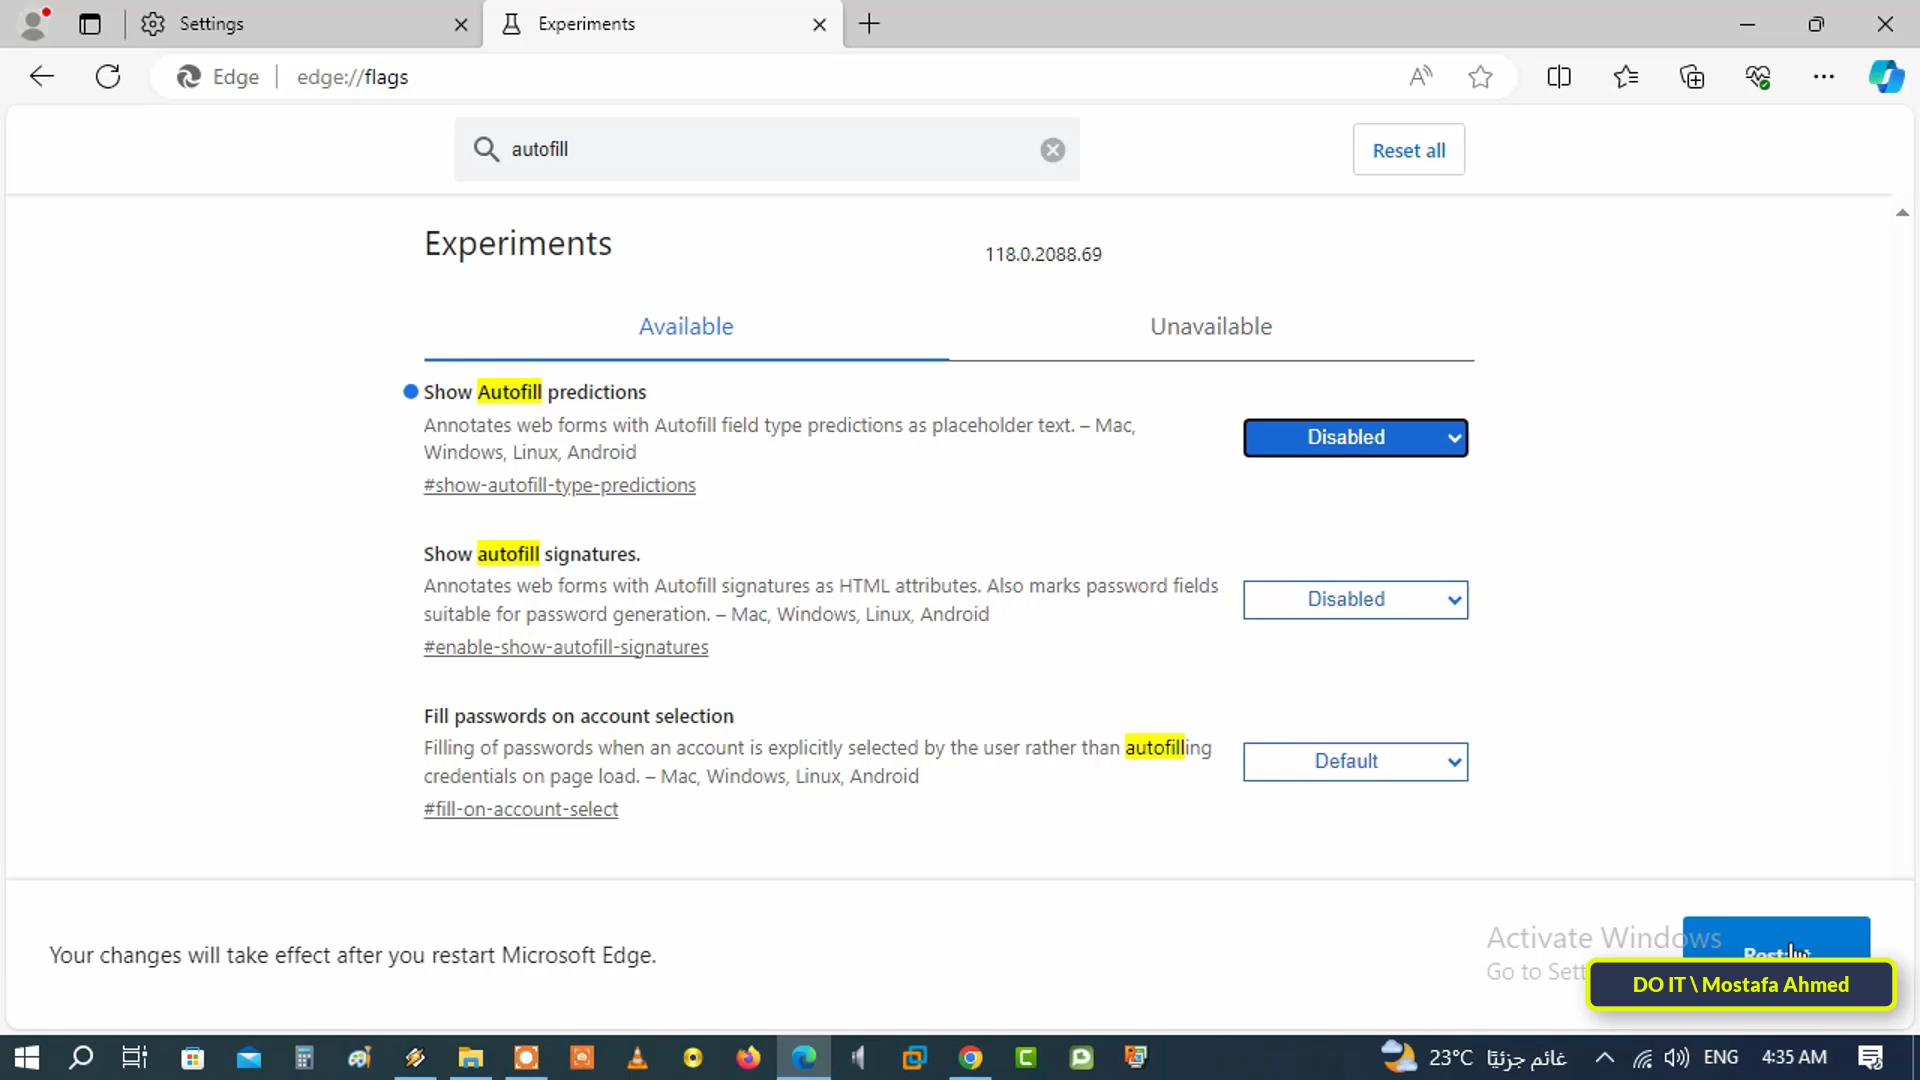 Settings
Experiments
Edge
edge://flags
autofill
Reset all
Experiments
118.0.2088.69
Available
Unavailable
Show Autofill predictions
Annotates web forms with Autofill field type predictions as placeholder text. – Mac,
Windows, Linux, Android
#show-autofill-type-predictions
Disabled
Show autofill signatures.
Annotates web forms with Autofill signatures as HTML attributes. Also marks password fields
suitable for password generation. – Mac, Windows, Linux, Android
#enable-show-autofill-signatures
Disabled
Fill passwords on account selection
Filling of passwords when an account is explicitly selected by the user rather than autofilling
credentials on page load. – Mac, Windows, Linux, Android
#fill-on-account-select
Default
Your changes will take effect after you restart Microsoft Edge.
Activate Windows
Go to
DO IT \ Mostafa Ahmed
23°C غائم جزئيًا
ENG
4:35 AM